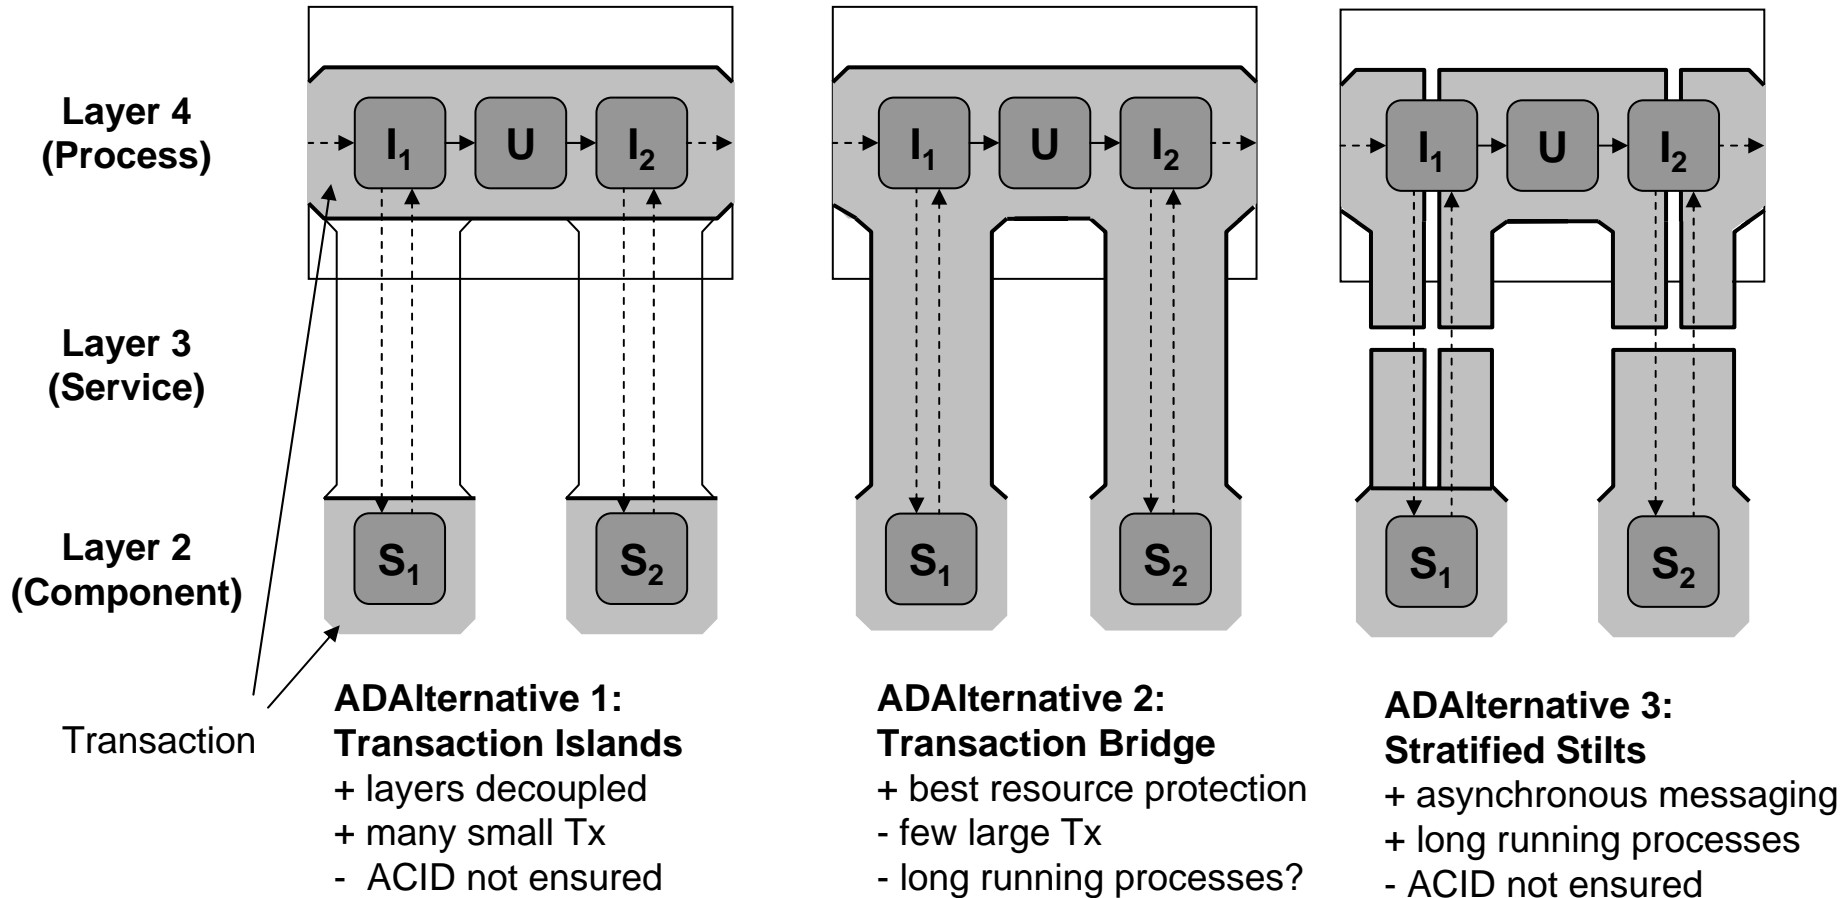 Layer 4
(Process)
Layer 3
(Service)
Layer 2
(Component)
Transaction
I1 U I2
S1 S2
ADAlternative 1:
Transaction Islands
+ layers decoupled
+ many small Tx
- ACID not ensured
I1 U I2
S1 S2
ADAlternative 2:
Transaction Bridge
+ best resource protection
- few large Tx
- long running processes?
I1 U I2
S1 S2
ADAlternative 3:
Stratified Stilts
+ asynchronous messaging
+ long running processes
- ACID not ensured